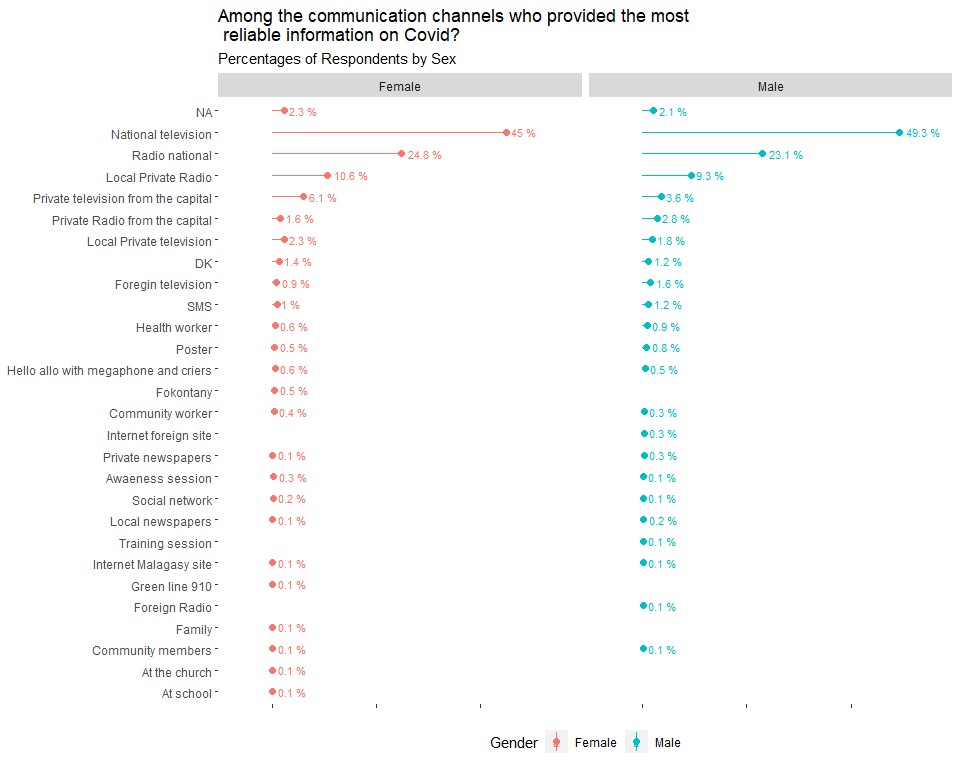 Among the communication channels who provided the most
reliable information on Covid?
Percentages of Respondents by Sex
Female Male
NA 2.3 % 2.1 %
National television 45 % 49.3 %
Radio national 24.8 % 23.1 %
Local Private Radio 10.6 % 9.3 %
Private television from the capital 6.1 % 3.6 %
Private Radio from the capital 1.6 % 2.8 %
Local Private television 2.3 % 1.8 %
DK 1.4 % 1.2 %
Foregin television 0.9 % 1.6 %
SMS 1 % 1.2 %
Health worker 0.6 % 0.9 %
Poster 0.5 % 0.8 %
Hello allo with megaphone and criers 0.6 % 0.5 %
Fokontany 0.5 %
Community worker 0.4 % 0.3 %
Internet foreign site 0.3 %
Private newspapers 0.1 % 0.3 %
Awaeness session 0.3 % 0.1 %
Social network 0.2 % 0.1 %
Local newspapers 0.1 % 0.2 %
Training session 0.1 %
Internet Malagasy site 0.1 % 0.1 %
Green line 910 0.1 %
Foreign Radio 0.1 %
Family 0.1 %
Community members 0.1 % 0.1 %
At the church 0.1 %
At school 0.1 %
Gender Female Male